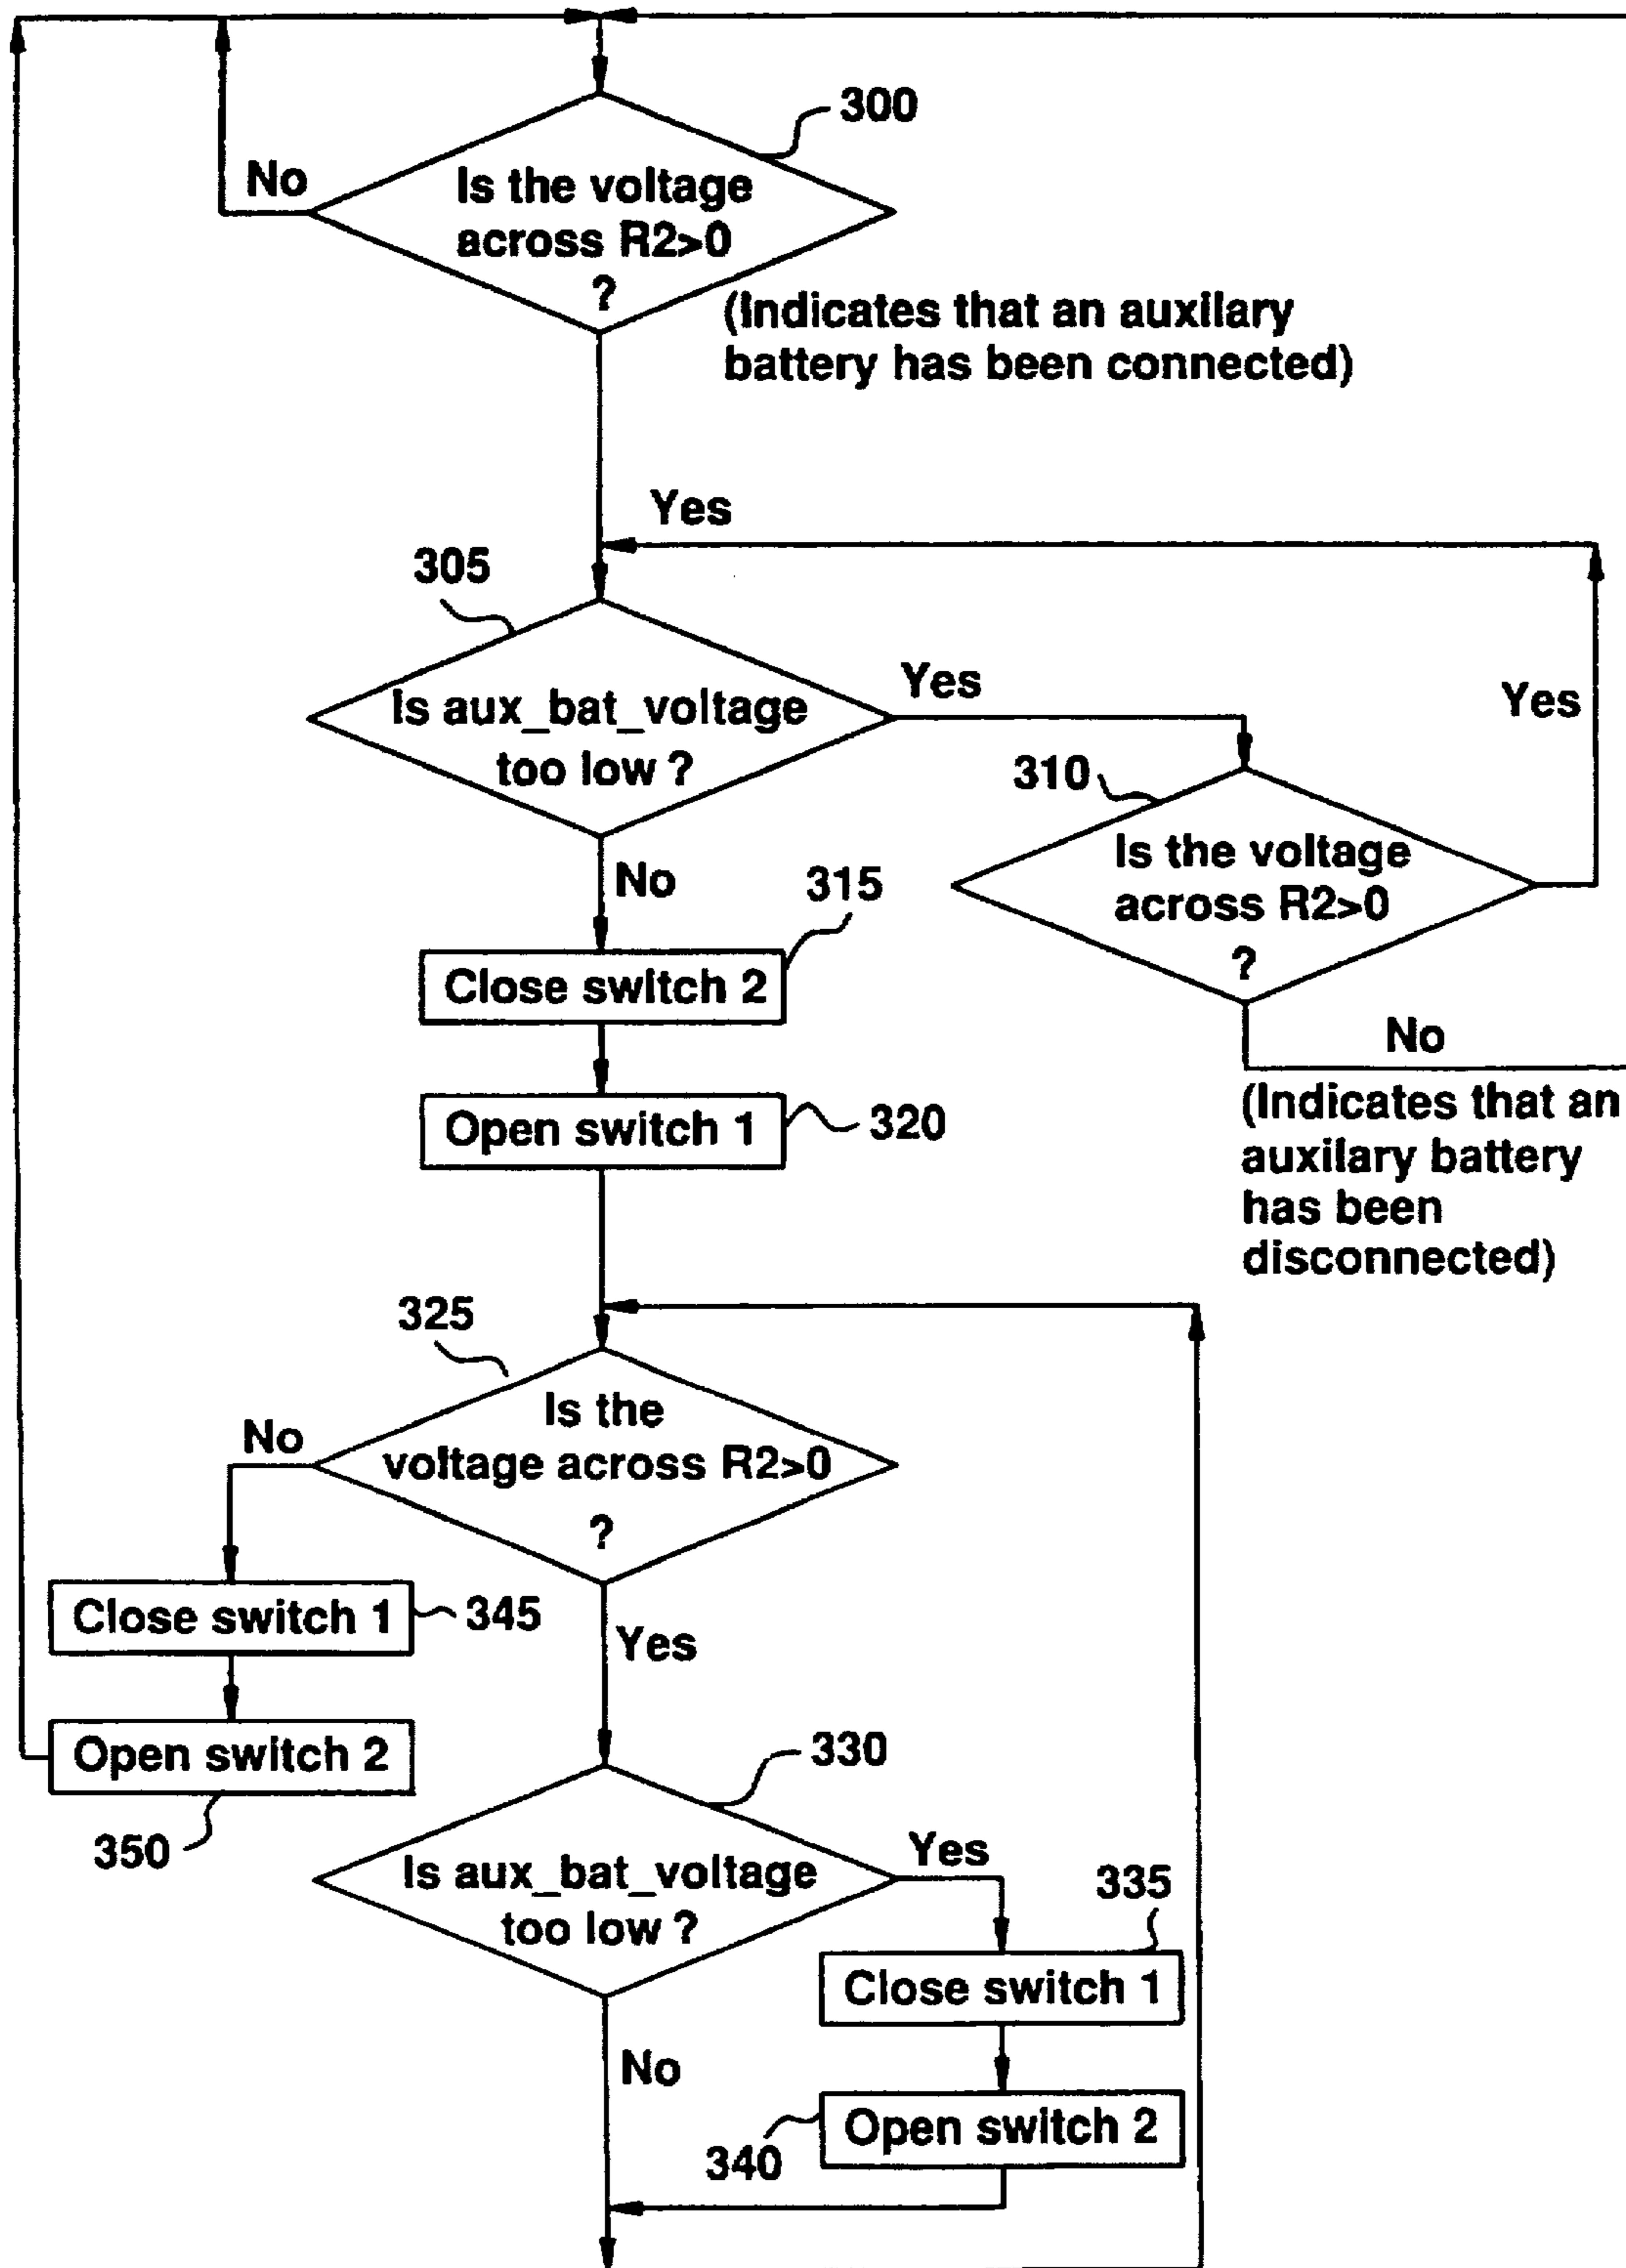 300
No
Is the voltage
across R2>0
?
(Indicates that an auxilary
battery has been connected)
Yes
305
Is aux_bat_voltage
too low ?
Yes
Yes
310
Is the voltage
across R2>0
?
No
315
Close switch 2
No
(Indicates that an
auxilary battery
has been
disconnected)
Open switch 1
320
325
Is the
voltage across R2>0
?
No
Close switch 1
345
Yes
Open switch 2
350
330
Is aux_bat_voltage
too low ?
Yes
335
Close switch 1
No
Open switch 2
340